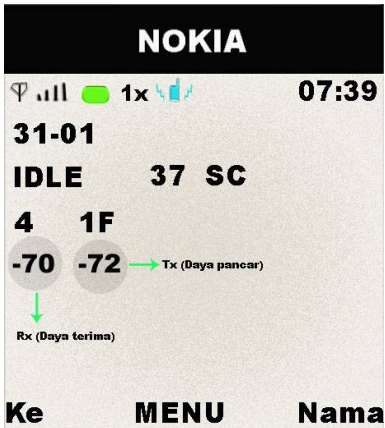 NOKIA
1x 07:39
31-01
IDLE 37 SC
4 1F
-70 -72 Tx (Daya pancar)
Rx (Daya terima)
Ke MENU Nama